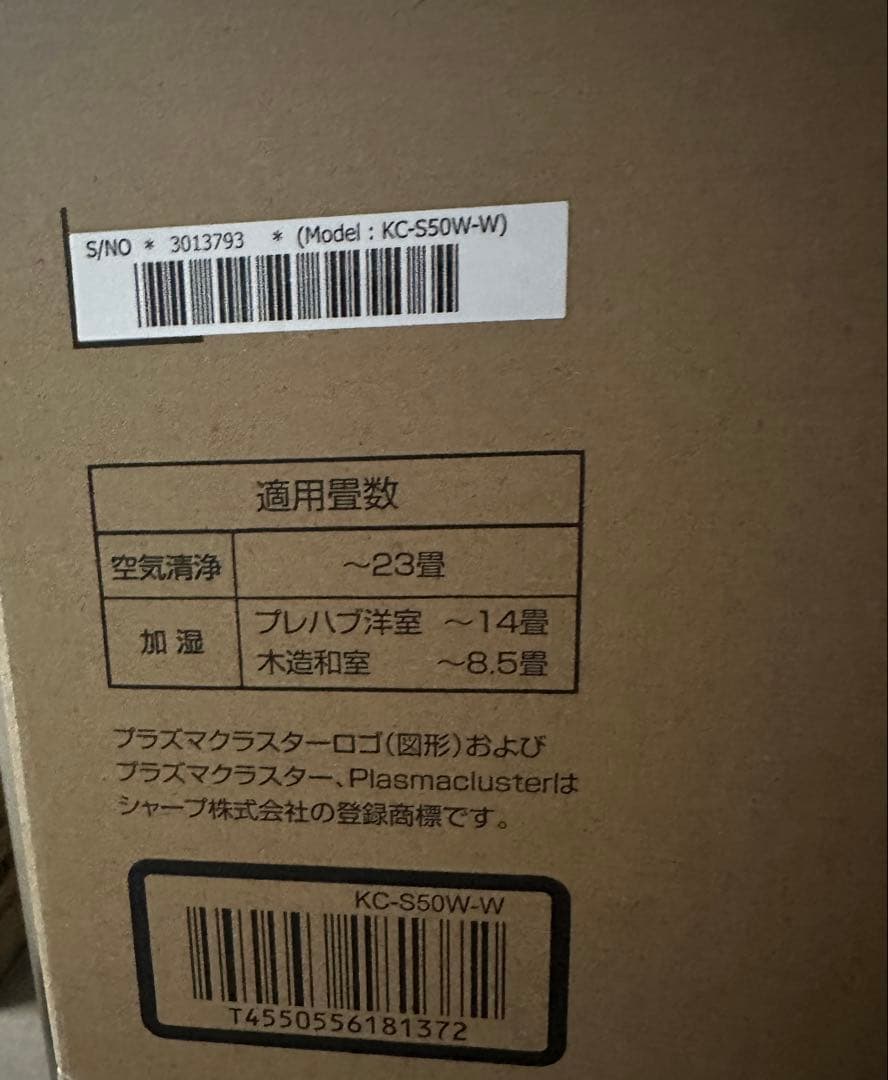 S/NO * 3013793 * (Model : KC-S50W-W)
適用畳数
空気清浄 ～23畳
加湿 プレハブ洋室 ～14畳
木造和室 ～8.5畳
プラズマクラスターロゴ(図形)および
プラズマクラスター、Plasmaclusterは
シャープ株式会社の登録商標です。
KC-S50W-W
T4550556181372